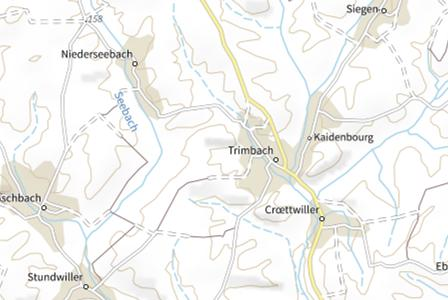 Siegen
158
Niederseebach
Seebach
Kaidenbourg
Trimbach
schbach
Crœttwiller
Eb
Stundwiller